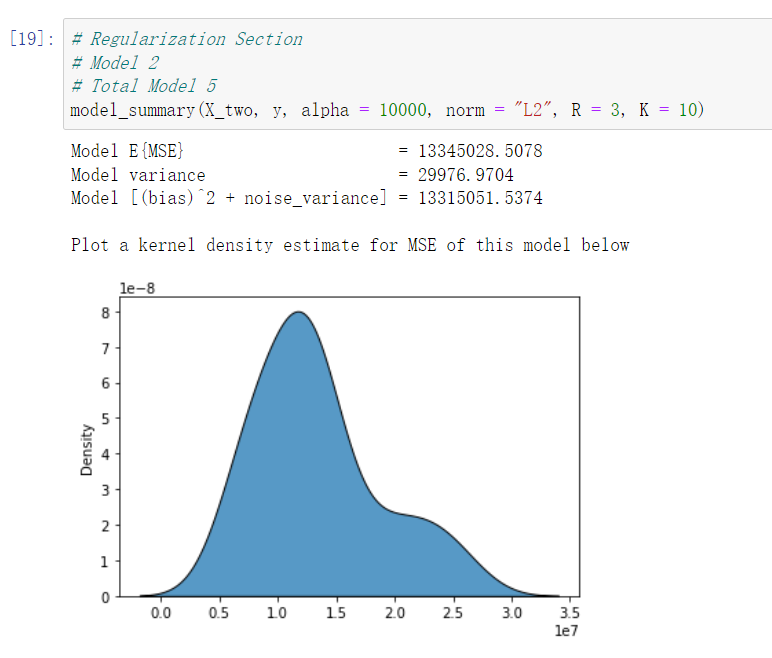 [19]: # Regularization Section
# Model 2
# Total Model 5
model_summary(X_two, y, alpha = 10000, norm = "L2", R = 3, K = 10)
Model E{MSE} = 13345028.5078
Model variance = 29976.9704
Model [(bias)^2 + noise_variance] = 13315051.5374
Plot a kernel density estimate for MSE of this model below
1e−8
8
7
6
5
4
3
2
1
0
Density
0.0 0.5 1.0 1.5 2.0 2.5 3.0 3.5
1e7